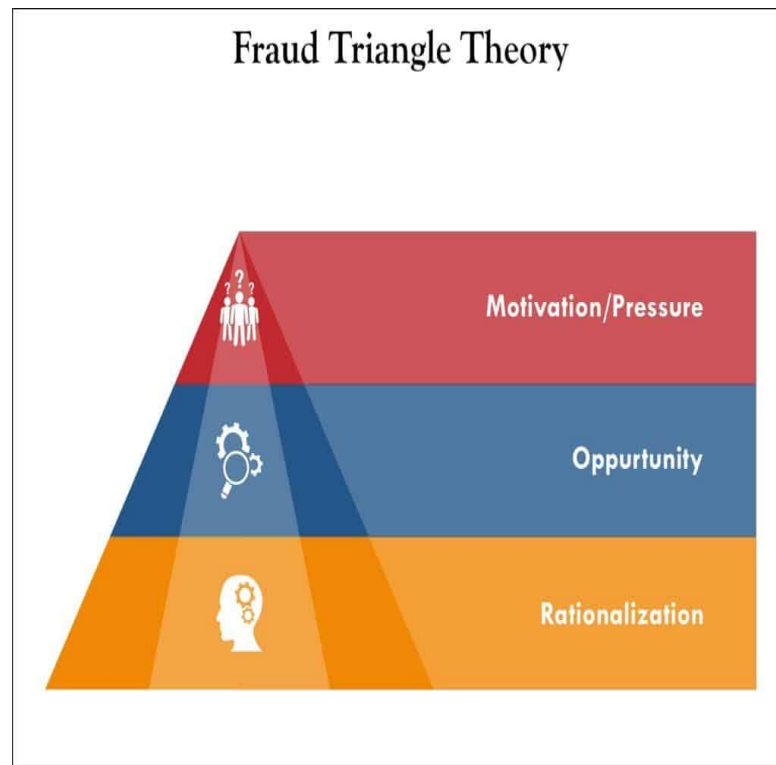 Fraud Triangle Theory
? ? ?
Motivation/Pressure
Oppurtunity
Rationalization